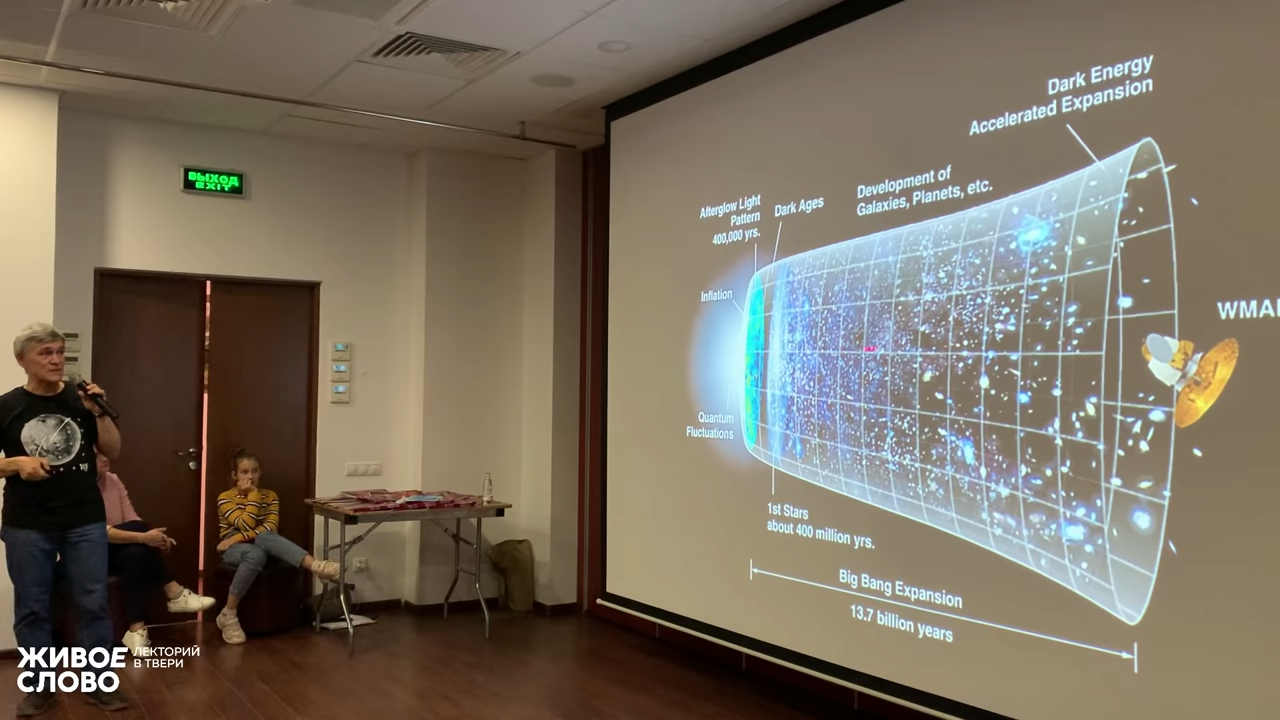 ВЫХОД
EXIT
Dark Energy
Accelerated Expansion
Afterglow Light
Pattern
400,000 yrs.
Dark Ages
Development of
Galaxies, Planets, etc.
Inflation
WMA
Quantum
Fluctuations
1st Stars
about 400 million yrs.
Big Bang Expansion
13.7 billion years
ЖИВОЕ
СЛОВО
ЛЕКТОРИЙ
В ТВЕРИ